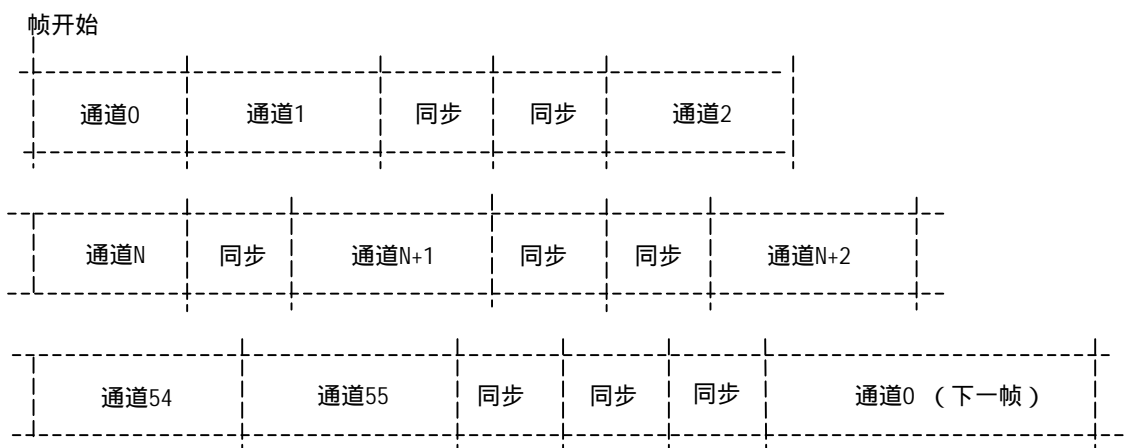 帧开始
通道0 通道1 同步 同步 通道2
通道N 同步 通道N+1 同步 同步 通道N+2
通道54 通道55 同步 同步 同步 通道0 （下一帧）